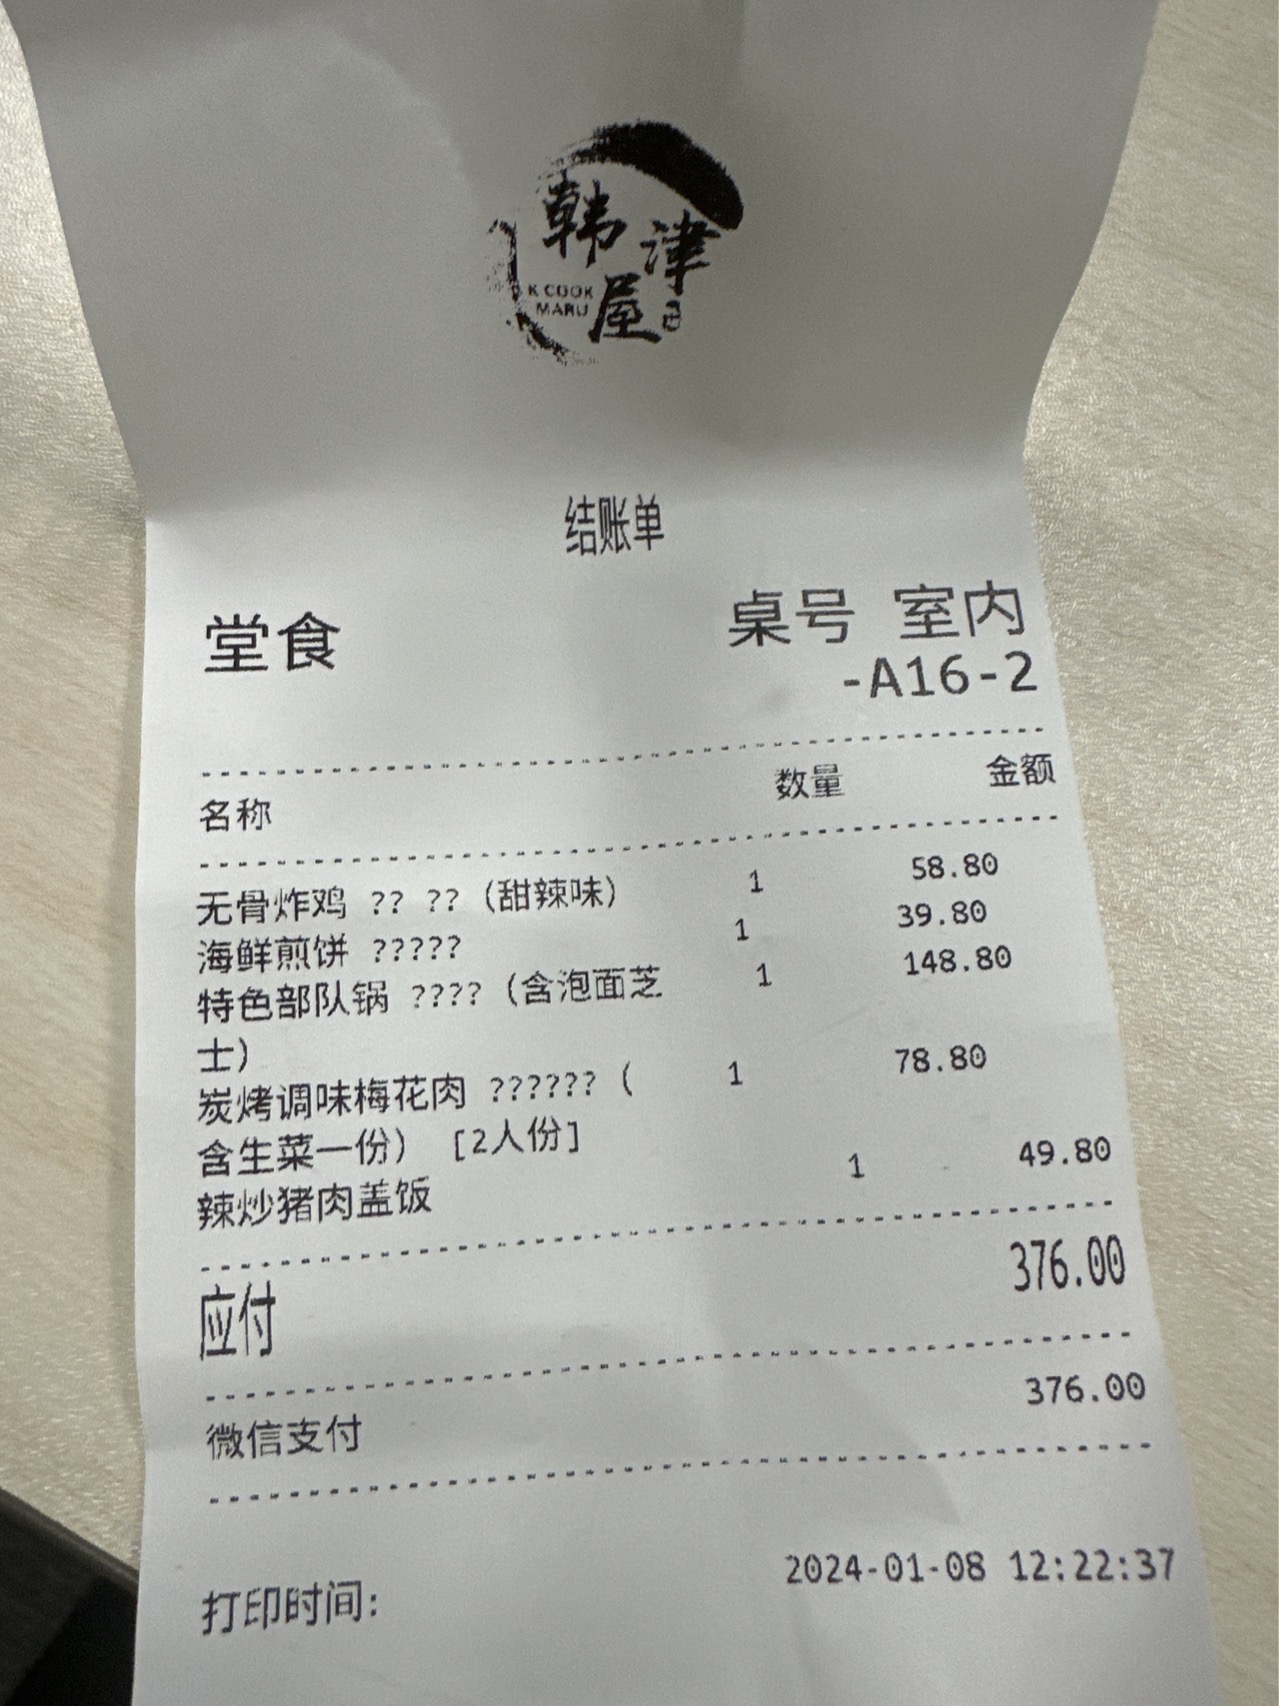 韩津屋
K COOK
MARU
结账单
堂食 桌号 室内
-A16-2
名称 数量 金额
无骨炸鸡 ?? ?? (甜辣味) 1 58.80
海鲜煎饼 ????? 1 39.80
特色部队锅 ???? (含泡面芝 1 148.80
士)
炭烤调味梅花肉 ?????? ( 1 78.80
含生菜一份) [2人份]
辣炒猪肉盖饭 1 49.80
应付 376.00
微信支付 376.00
打印时间: 2024-01-08 12:22:37